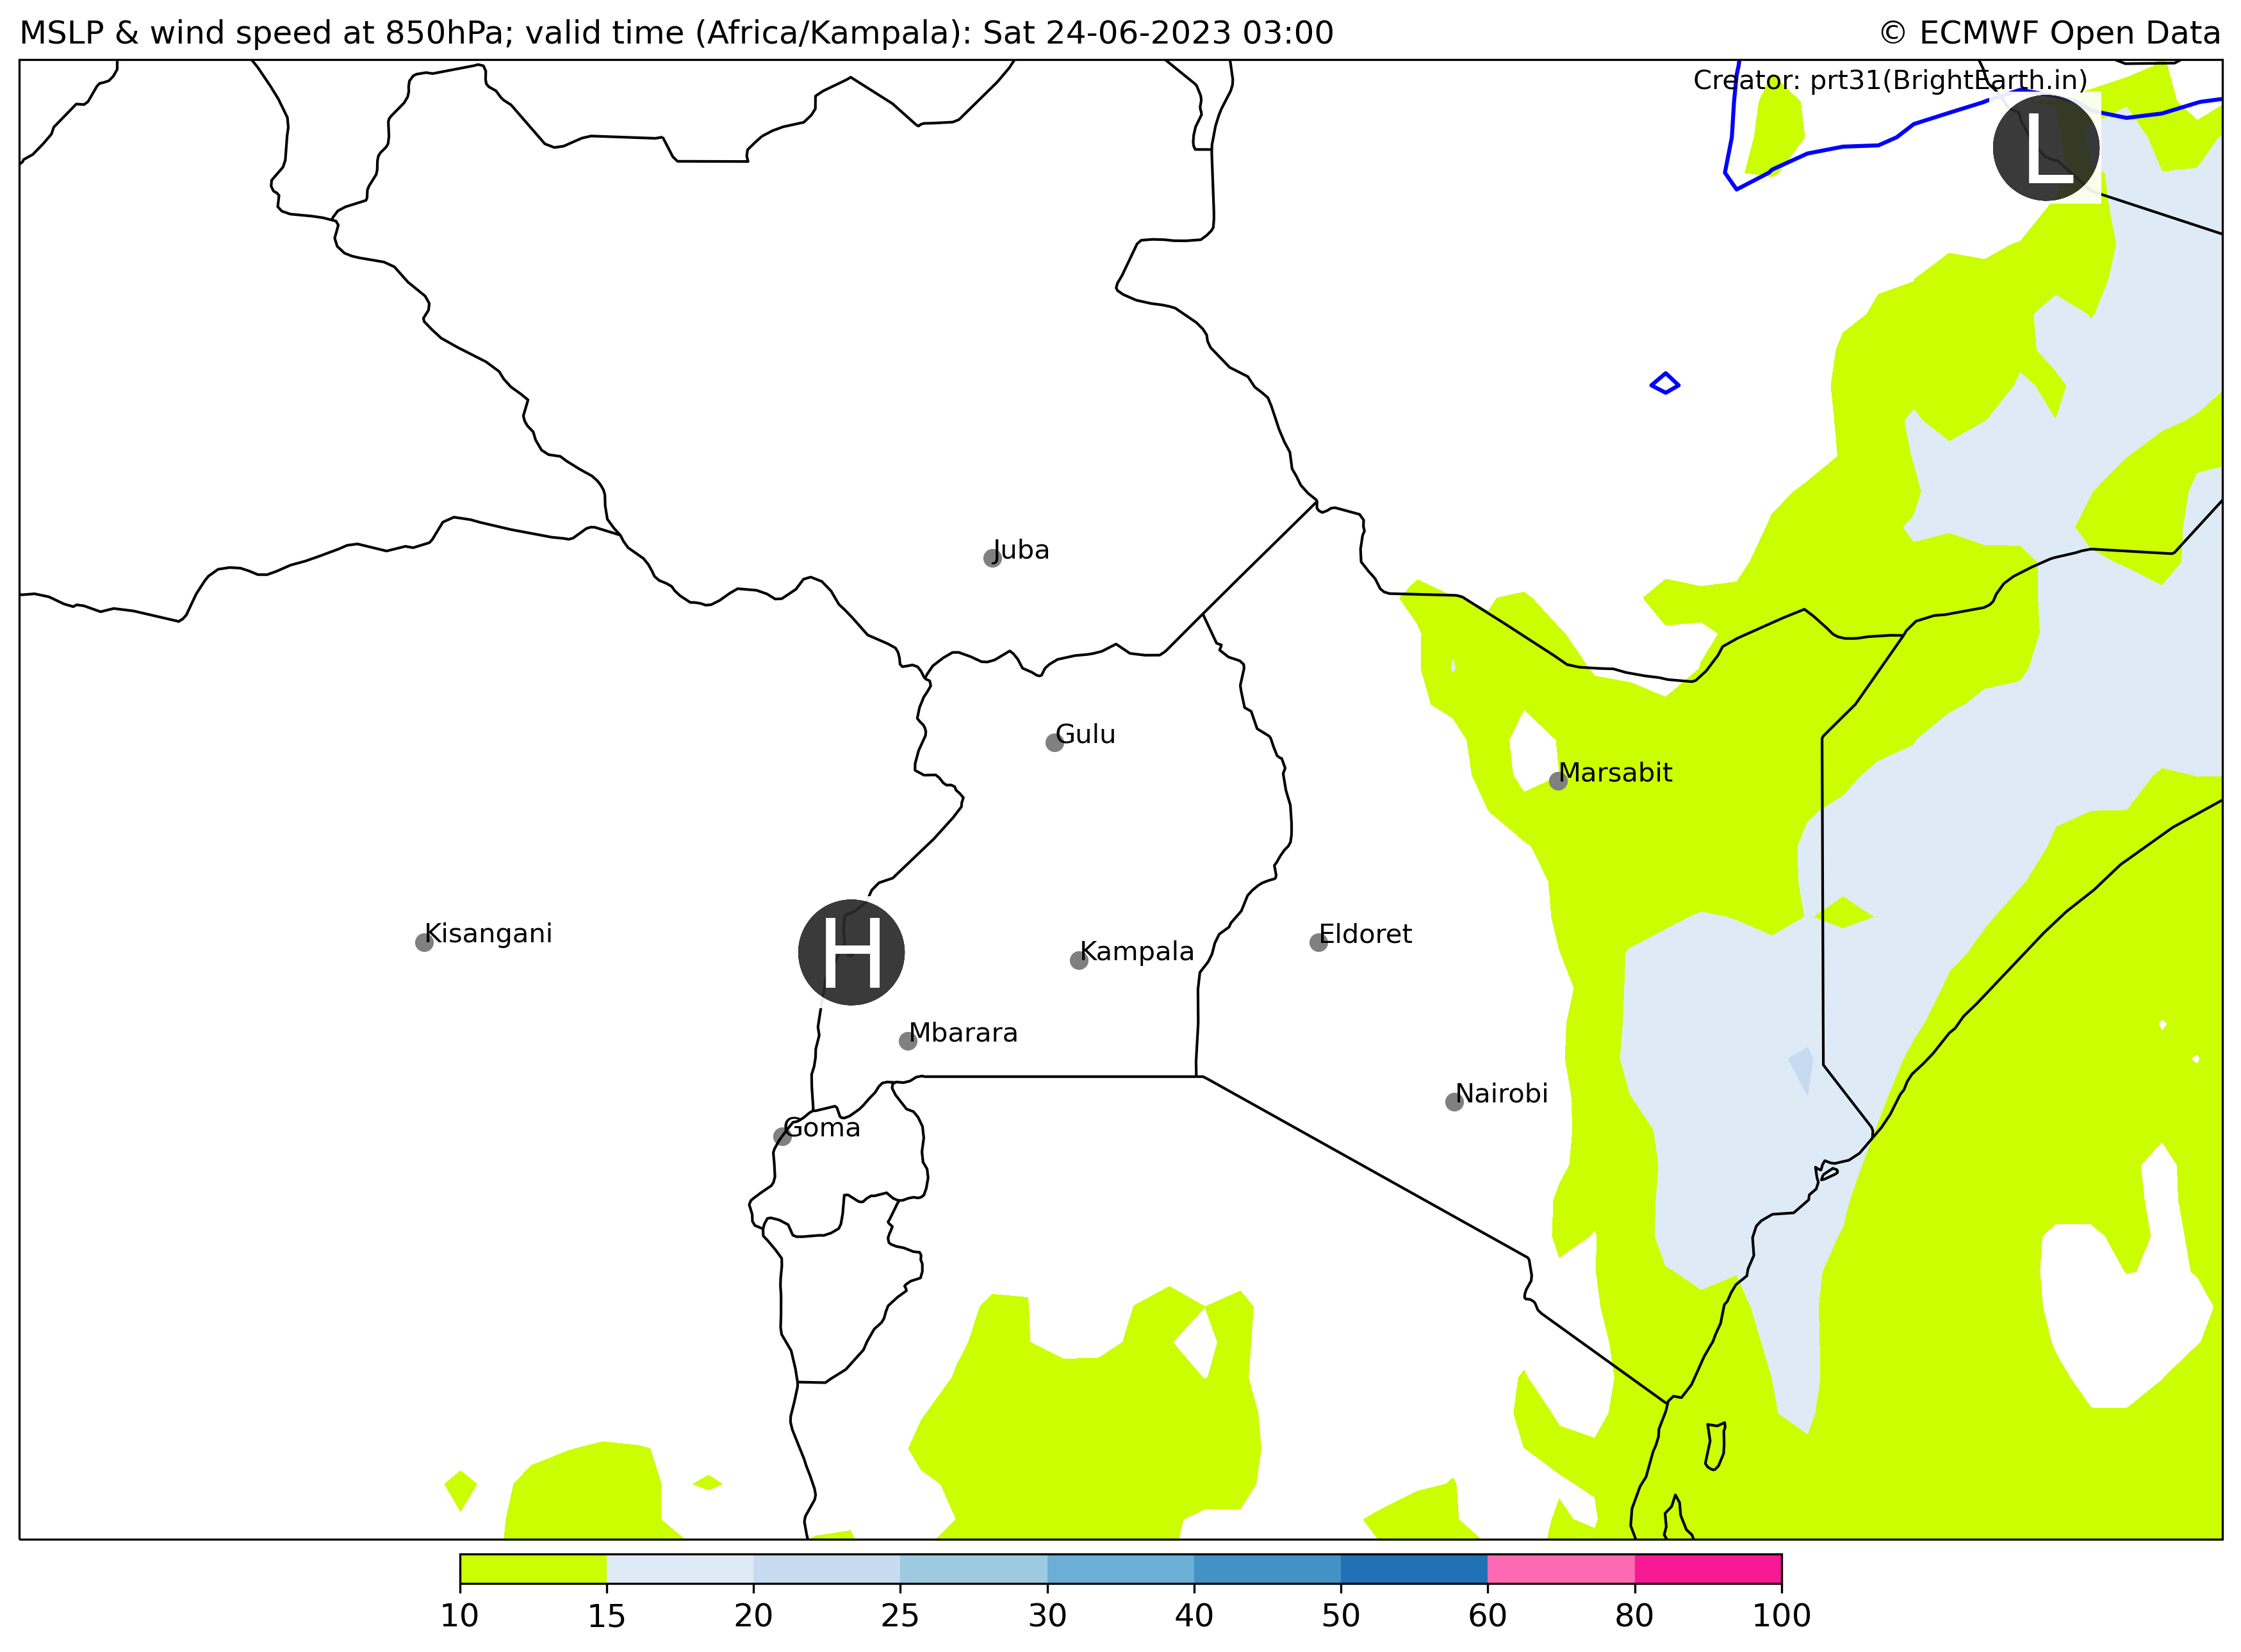 MSLP & wind speed at 850hPa; valid time (Africa/Kampala): Sat 24-06-2023 03:00
© ECMWF Open Data
Creator: prt31(BrightEarth.in)
L
Juba
Gulu
Marsabit
Kisangani
H
Kampala
Eldoret
Mbarara
Nairobi
Goma
10 15 20 25 30 40 50 60 80 100